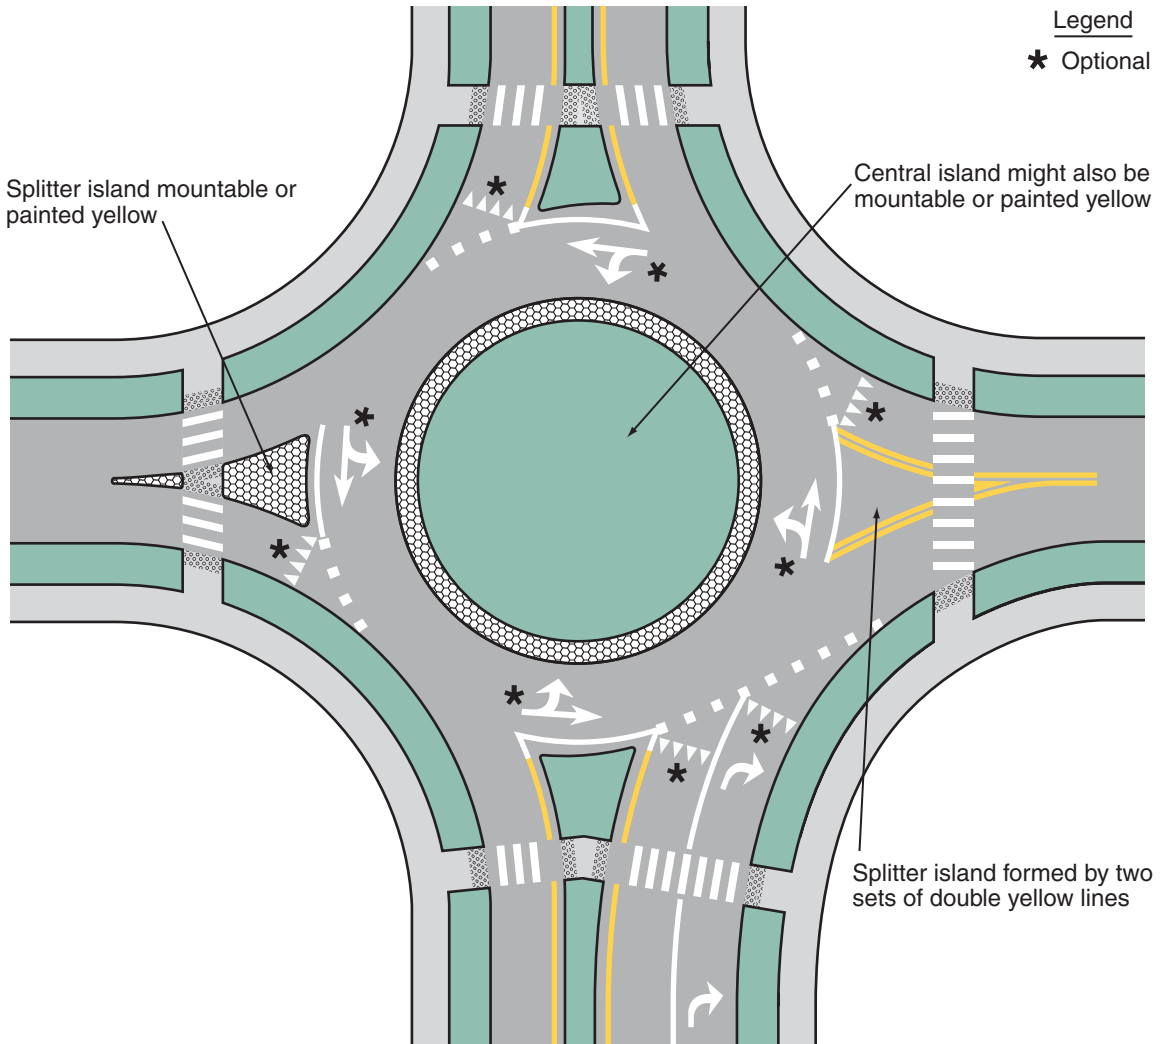 Legend
* Optional
Splitter island mountable or
painted yellow
Central island might also be
mountable or painted yellow
Splitter island formed by two
sets of double yellow lines